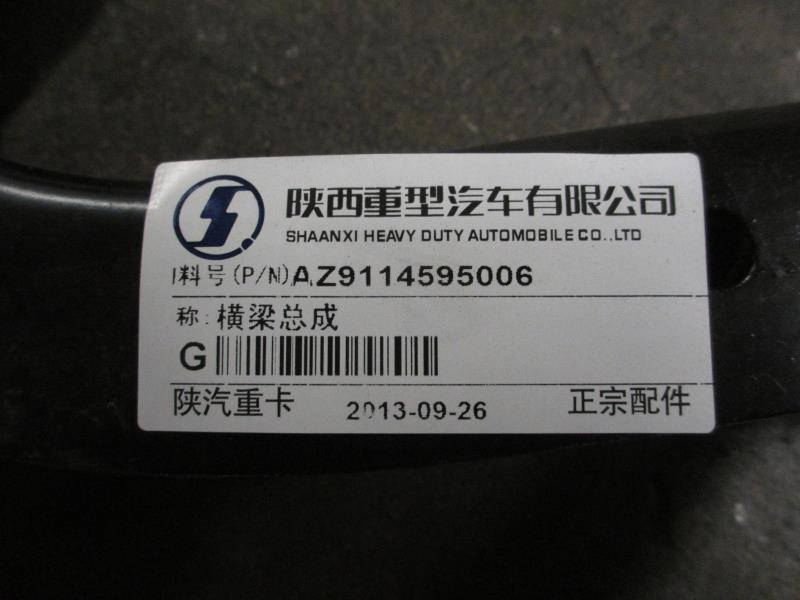 陕西重型汽车有限公司
SHAANXI HEAVY DUTY AUTOMOBILE CO.,LTD
料号(P/N) AZ9114595006
称: 横梁总成
G
陕汽重卡 2013-09-26 正宗配件